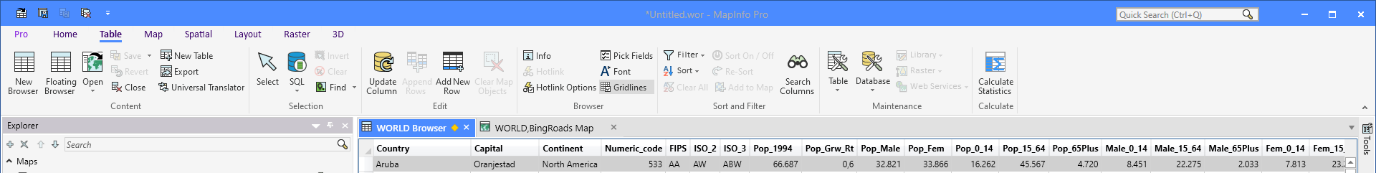 *Untitled.wor - MapInfo Pro
Quick Search (Ctrl+Q)
Pro Home Table Map Spatial Layout Raster 3D
New Browser
Floating Browser
Open
Save
Revert
Close
New Table
Export
Universal Translator
Content
Select
SQL
Invert
Clear
Find
Selection
Update Column
Append Rows
Add New Row
Clear Map Objects
Edit
Info
Hotlink
Hotlink Options
Pick Fields
Font
Gridlines
Browser
Filter
Sort
Clear All
Sort On / Off
Re-Sort
Add to Map
Search Columns
Sort and Filter
Table
Database
Library
Raster
Web Services
Maintenance
Calculate Statistics
Calculate
Explorer
Search
Maps
WORLD Browser
WORLD,BingRoads Map
Tools
Country Capital Continent Numeric_code FIPS ISO_2 ISO_3 Pop_1994 Pop_Grw_Rt Pop_Male Pop_Fem Pop_0_14 Pop_15_64 Pop_65Plus Male_0_14 Male_15_64 Male_65Plus Fem_0_14 Fem_15_
Aruba Oranjestad North America 533 AA AW ABW 66.687 0,6 32.821 33.866 16.262 45.567 4.720 8.451 22.275 2.033 7.813 23.